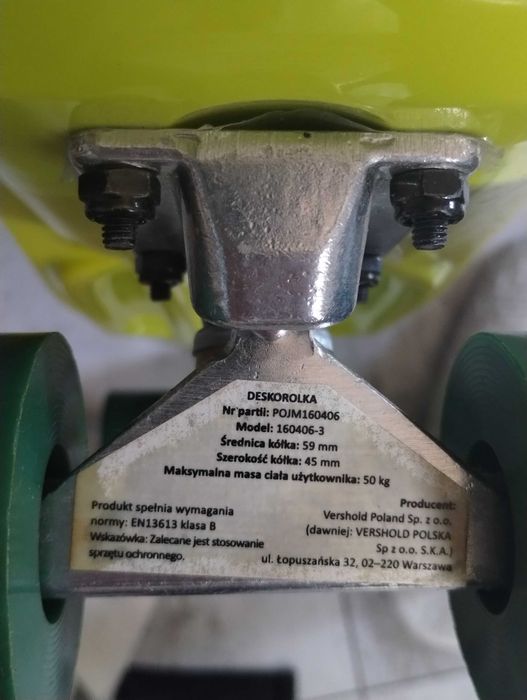 DESKOROLKA
Nr partii: POJM160406
Model: 160406-3
Średnica kółka: 59 mm
Szerokość kółka: 45 mm
Maksymalna masa ciała użytkownika: 50 kg
Produkt spełnia wymagania
normy: EN13613 klasa B
Wskazówka: Zalecane jest stosowanie
sprzętu ochronnego.
Producent:
Vershold Poland Sp. z o.o.
(dawniej: VERSHOLD POLSKA
Sp z o.o. S.K.A.)
ul. Łopuszańska 32, 02–220 Warszawa